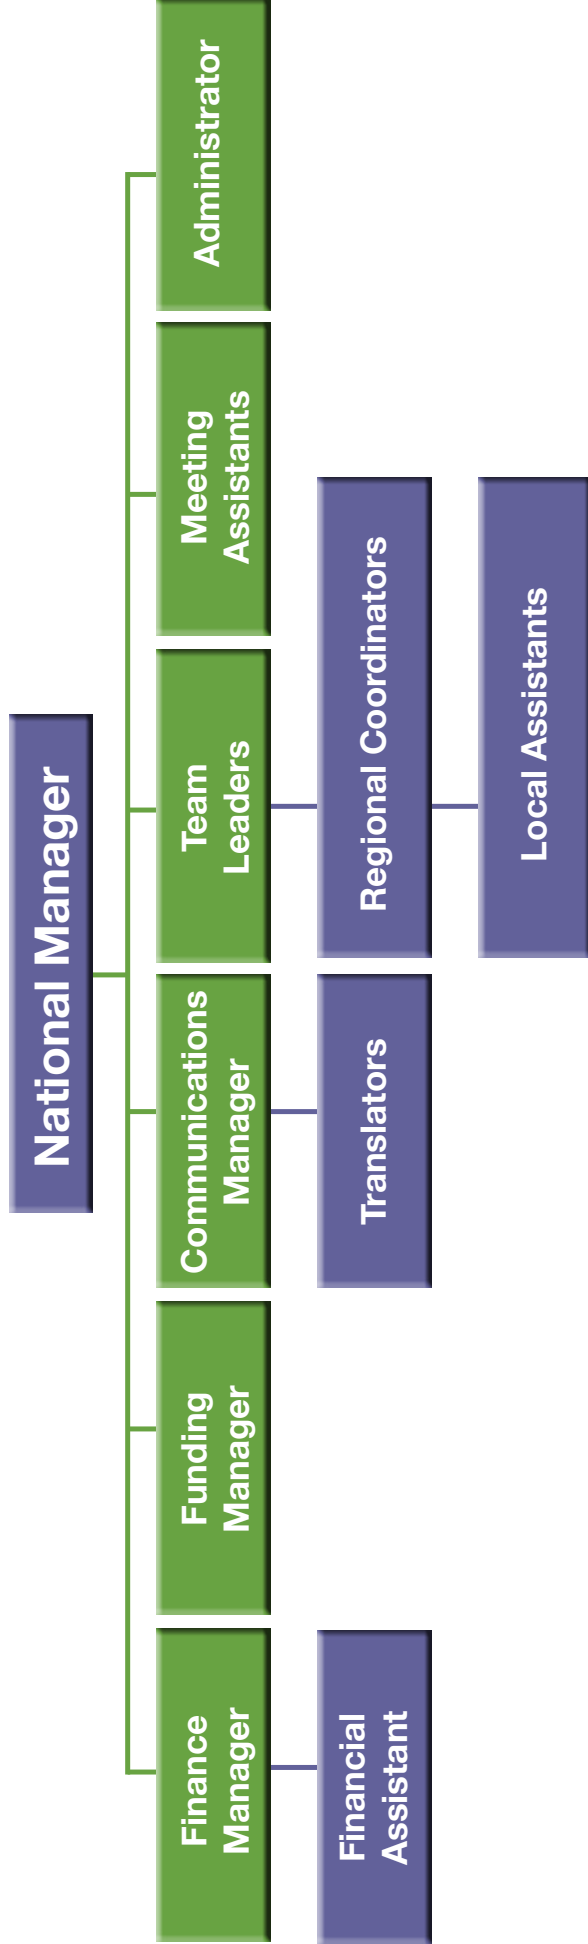 National Manager
Finance
Manager
Funding
Manager
Communications
Manager
Team
Leaders
Meeting
Assistants
Administrator
Financial
Assistant
Translators
Regional Coordinators
Local Assistants